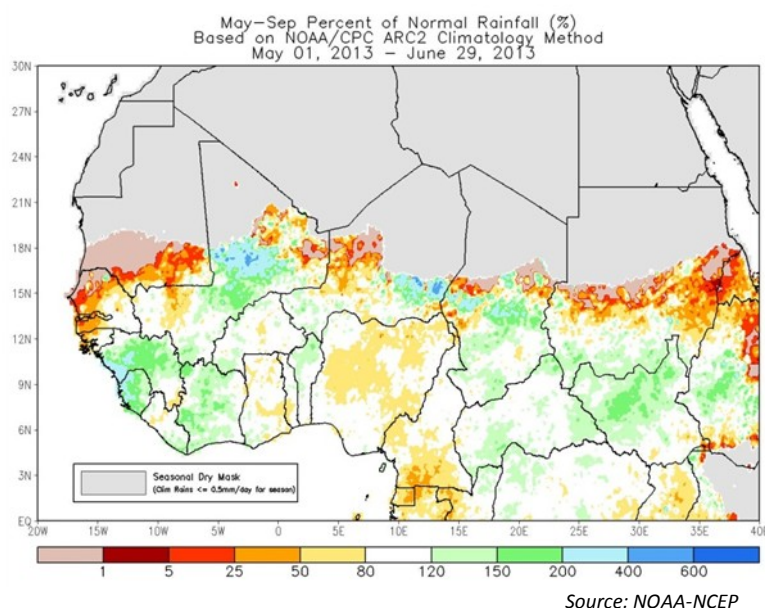 May-Sep Percent of Normal Rainfall (%)
Based on NOAA/CPC ARC2 Climatology Method
May 01, 2013 - June 29, 2013
30N
27N
24N
21N
18N
15N
12N
9N
6N
3N
EQ
Seasonal Dry Mask
(Clim Rains <= 0.5mm/day for season)
20W 15W 10W 5W 0 5E 10E 15E 20E 25E 30E 35E 40E
1 5 25 50 80 120 150 200 400 600
Source: NOAA-NCEP